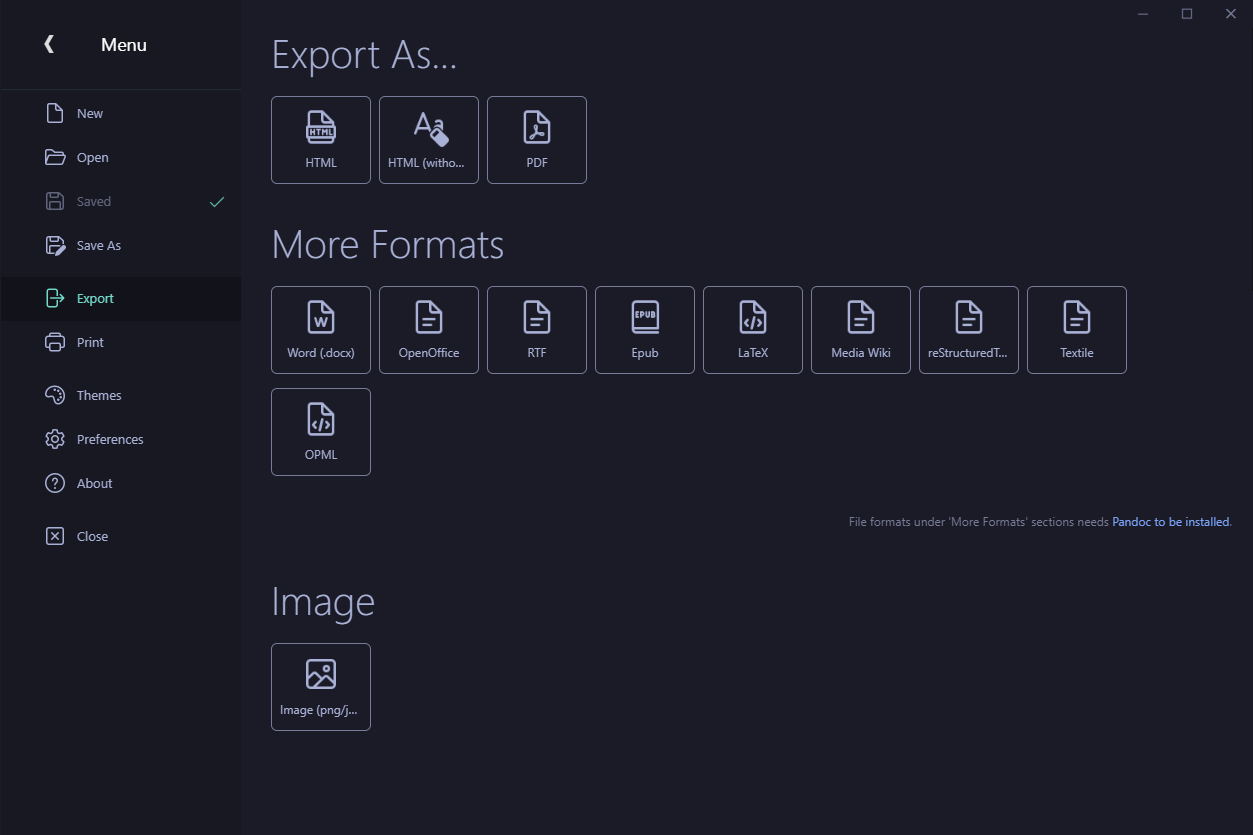 Menu
New
Open
Saved
Save As
Export
Print
Themes
Preferences
About
Close
Export As...
HTML
HTML
HTML (witho...
PDF
More Formats
W
Word (.docx)
OpenOffice
RTF
EPUB
Epub
LaTeX
Media Wiki
reStructuredT...
Textile
OPML
File formats under 'More Formats' sections needs Pandoc to be installed.
Image
Image (png/j...